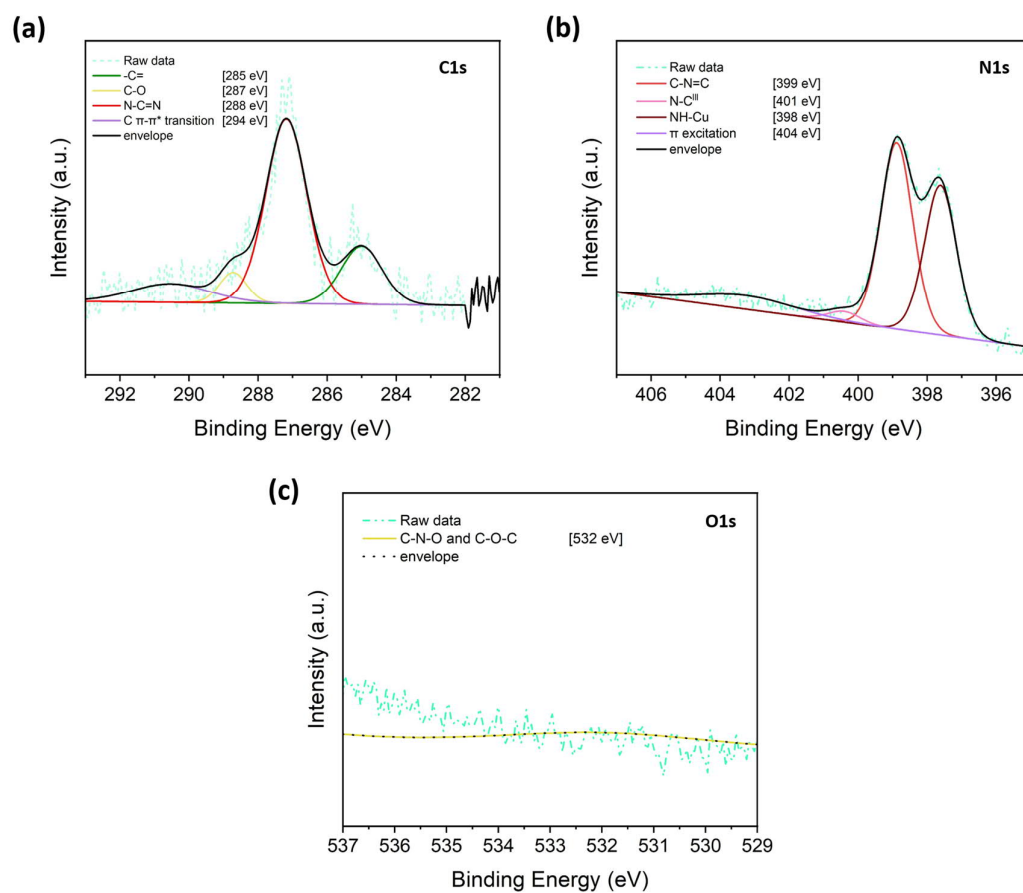 (a)
C1s
Raw data
-C= [285 eV]
C-O [287 eV]
N-C=N [288 eV]
C π-π* transition [294 eV]
envelope
Intensity (a.u.)
292 290 288 286 284 282
Binding Energy (eV)
(b)
N1s
Raw data
C-N=C [399 eV]
N-Cᴵᴵᴵ [401 eV]
NH-Cu [398 eV]
π excitation [404 eV]
envelope
Intensity (a.u.)
406 404 402 400 398 396
Binding Energy (eV)
(c)
O1s
Raw data
C-N-O and C-O-C [532 eV]
envelope
Intensity (a.u.)
537 536 535 534 533 532 531 530 529
Binding Energy (eV)